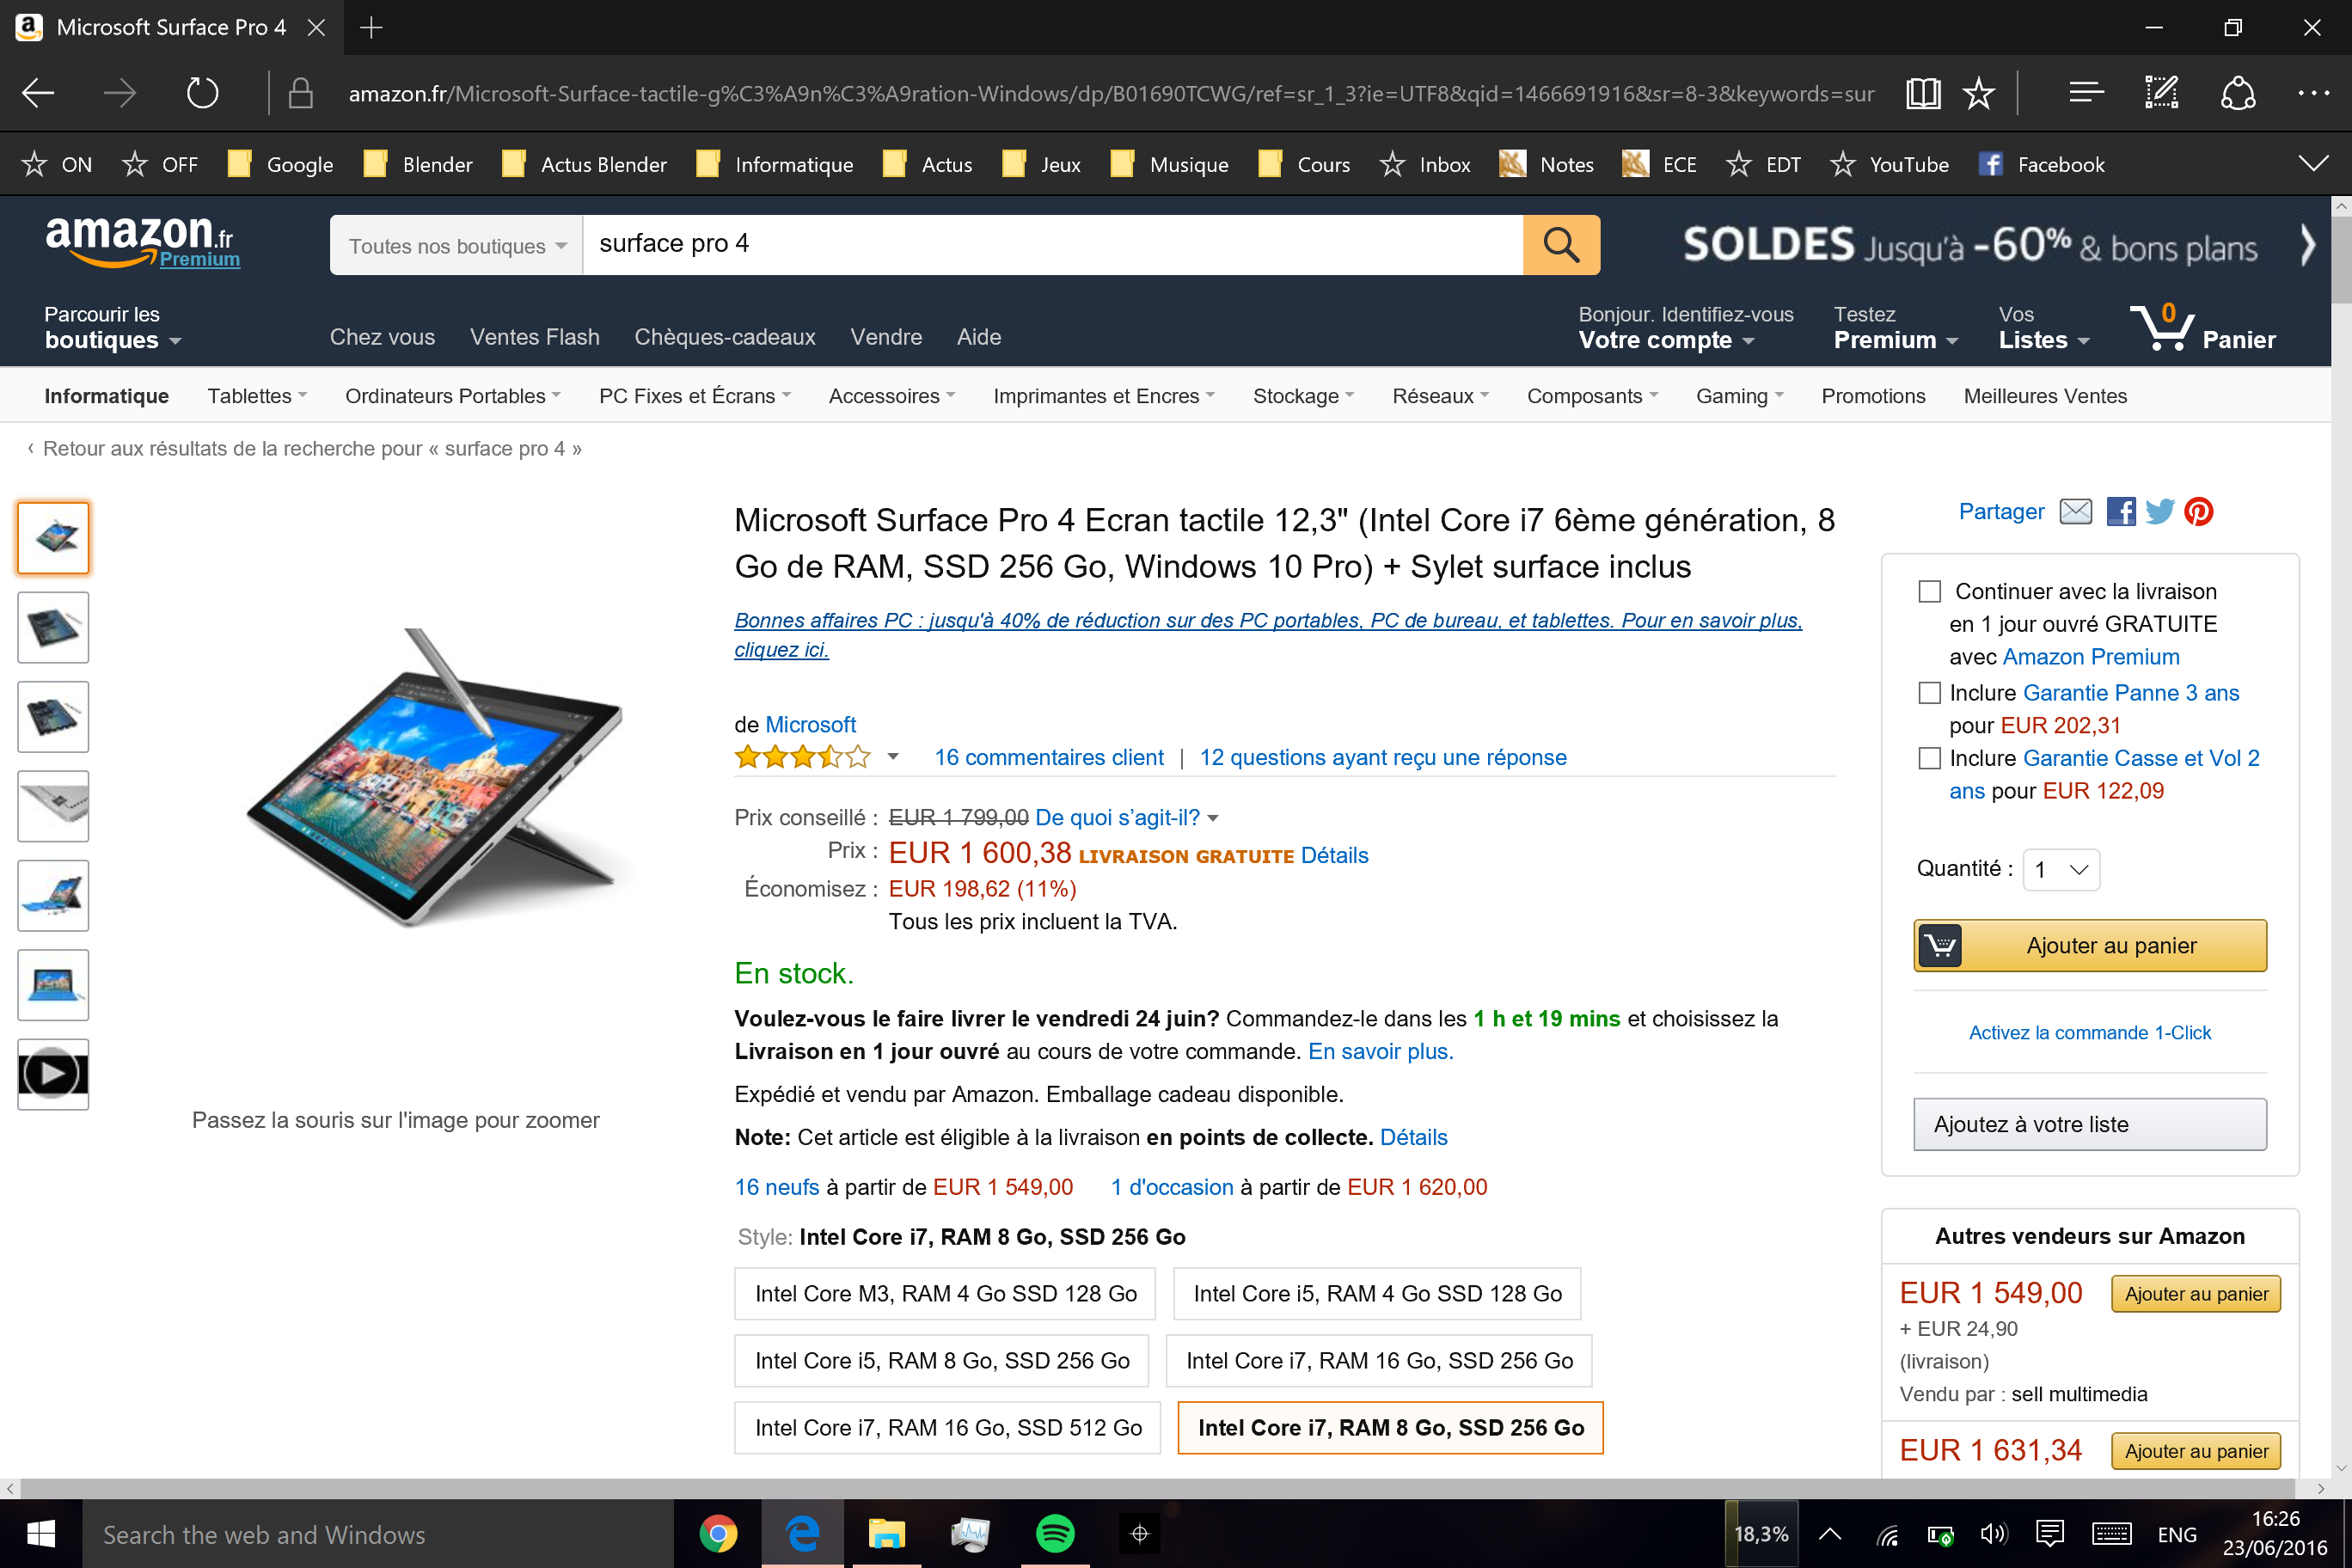 Microsoft Surface Pro 4
amazon.fr/Microsoft-Surface-tactile-g%C3%A9n%C3%A9ration-Windows/dp/B01690TCWG/ref=sr_1_3?ie=UTF8&qid=1466691916&sr=8-3&keywords=sur
ON OFF Google Blender Actus Blender Informatique Actus Jeux Musique Cours Inbox Notes ECE EDT YouTube Facebook
amazon.fr
Premium
Toutes nos boutiques
surface pro 4
SOLDES Jusqu'à -60% & bons plans
Parcourir les
boutiques
Chez vous Ventes Flash Chèques-cadeaux Vendre Aide
Bonjour. Identifiez-vous
Votre compte
Testez
Premium
Vos
Listes
0
Panier
Informatique Tablettes Ordinateurs Portables PC Fixes et Écrans Accessoires Imprimantes et Encres Stockage Réseaux Composants Gaming Promotions Meilleures Ventes
‹ Retour aux résultats de la recherche pour « surface pro 4 »
Passez la souris sur l'image pour zoomer
Microsoft Surface Pro 4 Ecran tactile 12,3" (Intel Core i7 6ème génération, 8
Go de RAM, SSD 256 Go, Windows 10 Pro) + Sylet surface inclus
Bonnes affaires PC : jusqu'à 40% de réduction sur des PC portables, PC de bureau, et tablettes. Pour en savoir plus,
cliquez ici.
de Microsoft
16 commentaires client | 12 questions ayant reçu une réponse
Prix conseillé : EUR 1 799,00 De quoi s'agit-il?
Prix : EUR 1 600,38 LIVRAISON GRATUITE Détails
Économisez : EUR 198,62 (11%)
Tous les prix incluent la TVA.
En stock.
Voulez-vous le faire livrer le vendredi 24 juin? Commandez-le dans les 1 h et 19 mins et choisissez la
Livraison en 1 jour ouvré au cours de votre commande. En savoir plus.
Expédié et vendu par Amazon. Emballage cadeau disponible.
Note: Cet article est éligible à la livraison en points de collecte. Détails
16 neufs à partir de EUR 1 549,00 1 d'occasion à partir de EUR 1 620,00
Style: Intel Core i7, RAM 8 Go, SSD 256 Go
Intel Core M3, RAM 4 Go SSD 128 Go
Intel Core i5, RAM 4 Go SSD 128 Go
Intel Core i5, RAM 8 Go, SSD 256 Go
Intel Core i7, RAM 16 Go, SSD 256 Go
Intel Core i7, RAM 16 Go, SSD 512 Go
Intel Core i7, RAM 8 Go, SSD 256 Go
Partager
Continuer avec la livraison
en 1 jour ouvré GRATUITE
avec Amazon Premium
Inclure Garantie Panne 3 ans
pour EUR 202,31
Inclure Garantie Casse et Vol 2
ans pour EUR 122,09
Quantité : 1
Ajouter au panier
Activez la commande 1-Click
Ajoutez à votre liste
Autres vendeurs sur Amazon
EUR 1 549,00 Ajouter au panier
+ EUR 24,90
(livraison)
Vendu par : sell multimedia
EUR 1 631,34 Ajouter au panier
Search the web and Windows
18,3%
ENG
16:26
23/06/2016